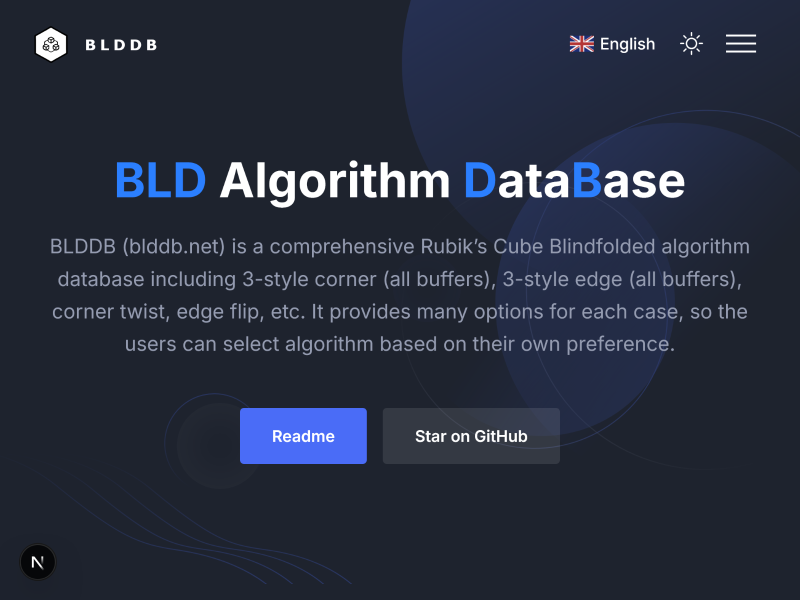 BLDDB
English
BLD Algorithm DataBase
BLDDB (blddb.net) is a comprehensive Rubik’s Cube Blindfolded algorithm
database including 3-style corner (all buffers), 3-style edge (all buffers),
corner twist, edge flip, etc. It provides many options for each case, so the
users can select algorithm based on their own preference.
Readme
Star on GitHub
N